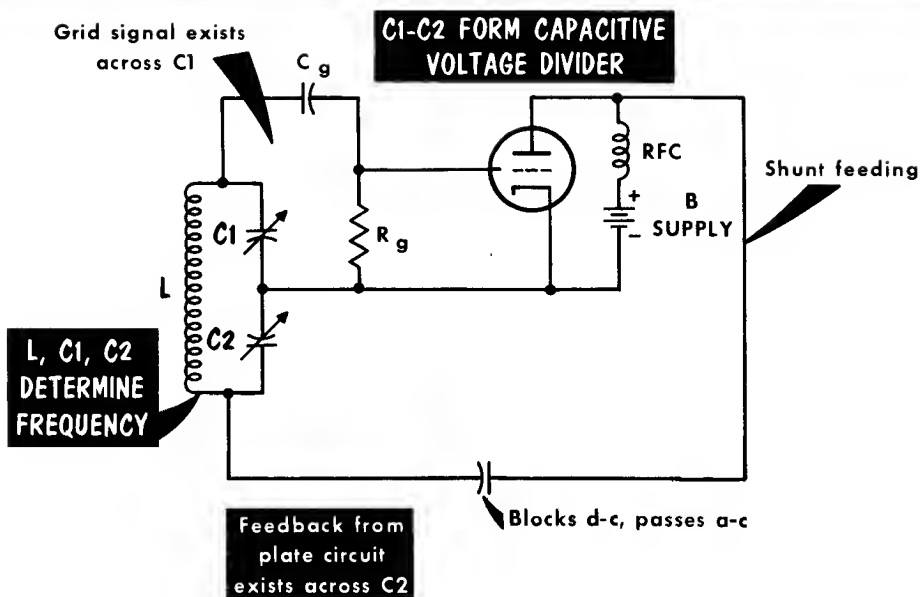 Grid signal exists
across C1
C1-C2 FORM CAPACITIVE
VOLTAGE DIVIDER
C g
RFC
Shunt feeding
+
B
SUPPLY
−
C1
R g
L
C2
L, C1, C2
DETERMINE
FREQUENCY
Blocks d-c, passes a-c
Feedback from
plate circuit
exists across C2